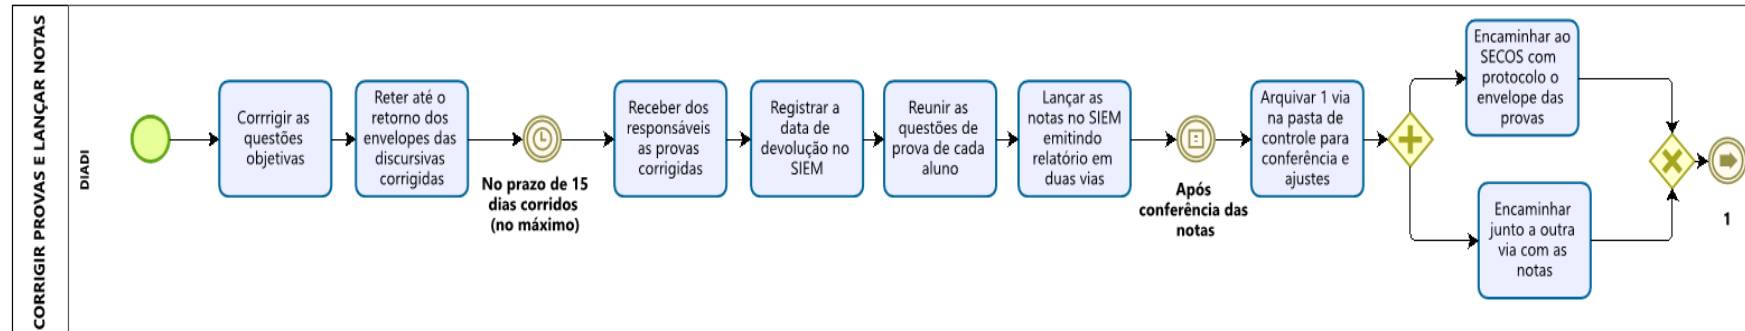 CORRIGIR PROVAS E LANÇAR NOTAS
DIADI
Corrrigir as
questões
objetivas
Reter até o
retorno dos
envelopes das
discursivas
corrigidas
No prazo de 15
dias corridos
(no máximo)
Receber dos
responsáveis
as provas
corrigidas
Registrar a
data de
devolução no
SIEM
Reunir as
questões de
prova de cada
aluno
Lançar as
notas no SIEM
emitindo
relatório em
duas vias
Após
conferência das
notas
Arquivar 1 via
na pasta de
controle para
conferência e
ajustes
Encaminhar ao
SECOS com
protocolo o
envelope das
provas
Encaminhar
junto a outra
via com as
notas
1